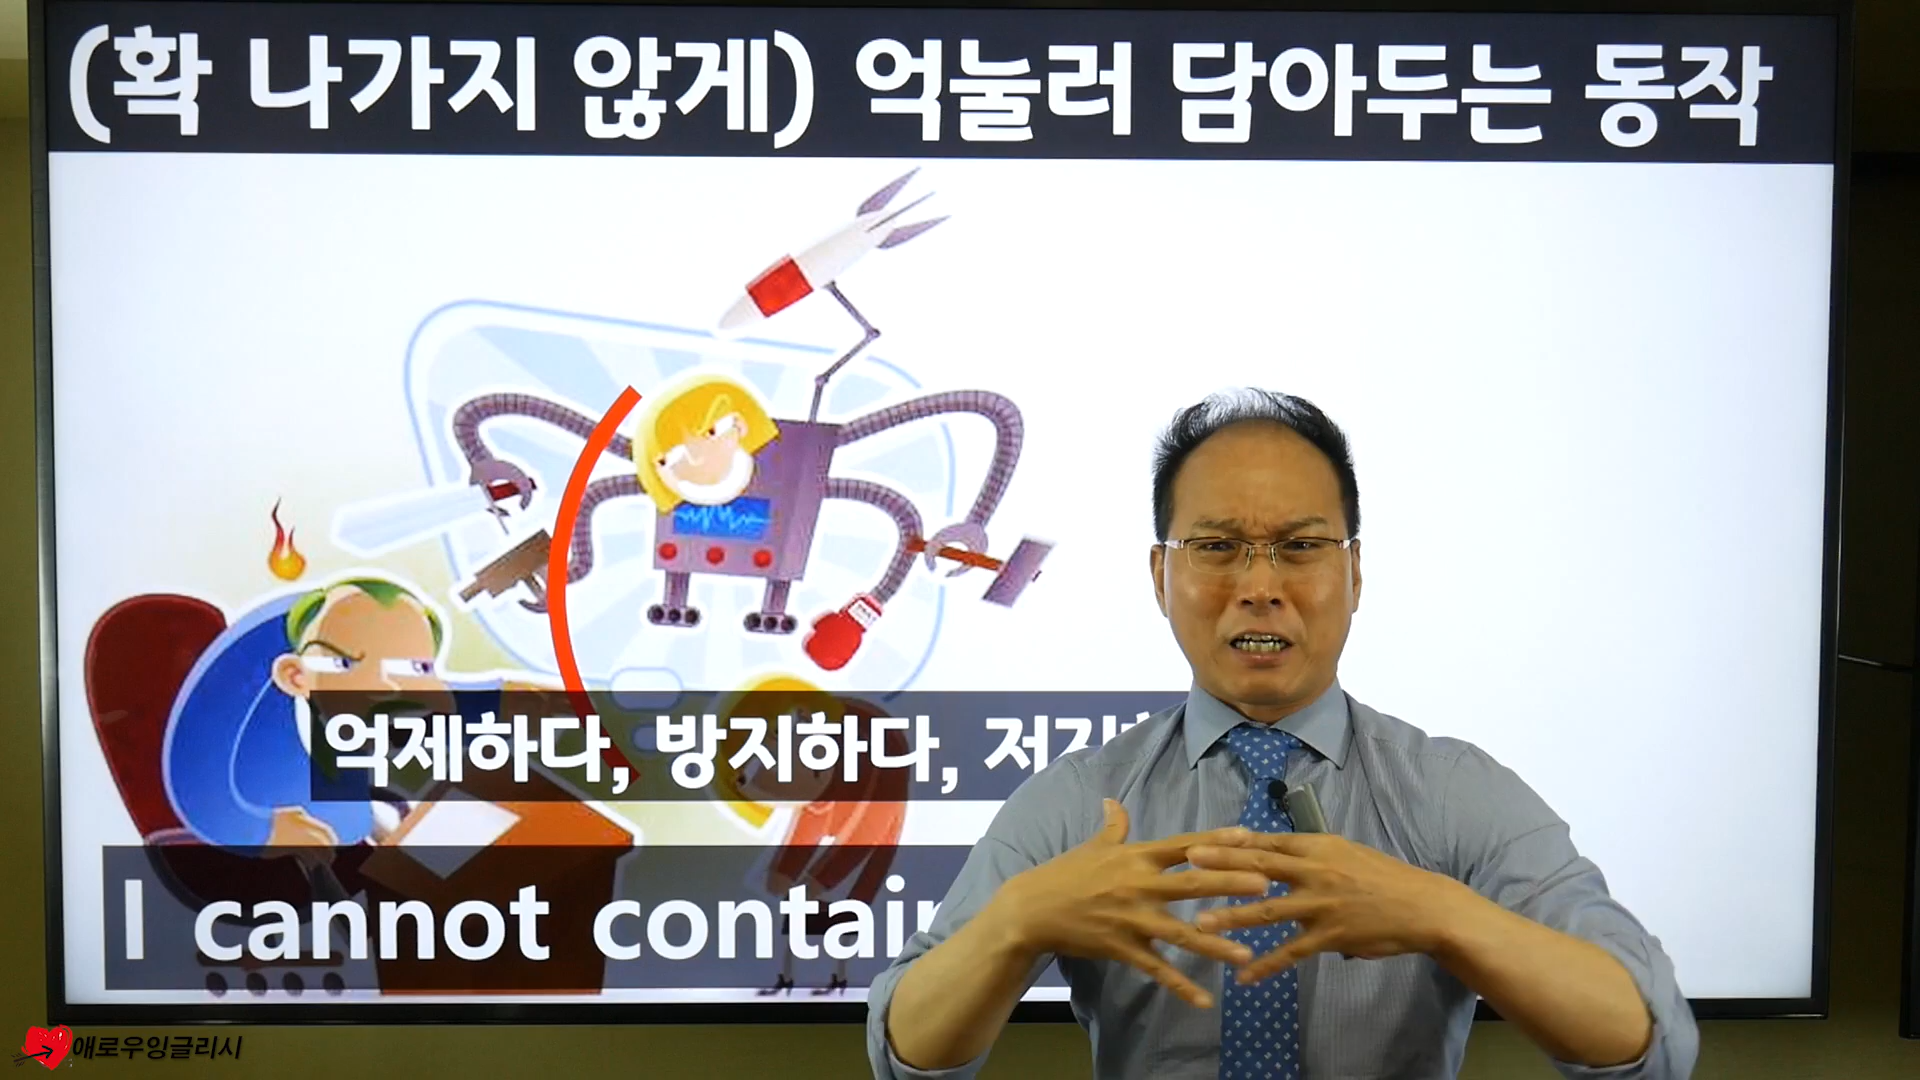 (확 나가지 않게) 억눌러 담아두는 동작
억제하다, 방지하다,
I cannot
애로우잉글리시